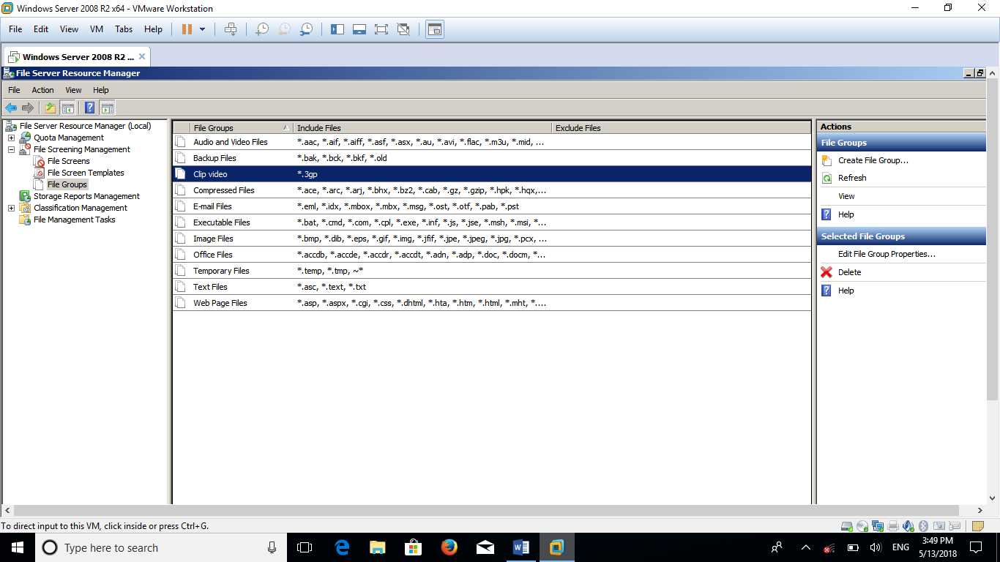 Windows Server 2008 R2 x64 - VMware Workstation
File Edit View VM Tabs Help
Windows Server 2008 R2 ...
File Server Resource Manager
File Action View Help
File Server Resource Manager (Local)
Quota Management
File Screening Management
File Screens
File Screen Templates
File Groups
Storage Reports Management
Classification Management
File Management Tasks
File Groups Include Files Exclude Files
Audio and Video Files *.aac, *.aif, *.aiff, *.asf, *.asx, *.au, *.avi, *.flac, *.m3u, *.mid, ...
Backup Files *.bak, *.bck, *.bkf, *.old
Clip video *.3gp
Compressed Files *.ace, *.arc, *.arj, *.bhx, *.bz2, *.cab, *.gz, *.gzip, *.hpk, *.hqx,...
E-mail Files *.eml, *.idx, *.mbox, *.mbx, *.msg, *.ost, *.otf, *.pab, *.pst
Executable Files *.bat, *.cmd, *.com, *.cpl, *.exe, *.inf, *.js, *.jse, *.msh, *.msi, *...
Image Files *.bmp, *.dib, *.eps, *.gif, *.img, *.jfif, *.jpe, *.jpeg, *.jpg, *.pcx, ...
Office Files *.accdb, *.accde, *.accdr, *.accdt, *.adn, *.adp, *.doc, *.docm, *...
Temporary Files *.temp, *.tmp, ~*
Text Files *.asc, *.text, *.txt
Web Page Files *.asp, *.aspx, *.cgi, *.css, *.dhtml, *.hta, *.htm, *.html, *.mht, *....
Actions
File Groups
Create File Group...
Refresh
View
Help
Selected File Groups
Edit File Group Properties...
Delete
Help
To direct input to this VM, click inside or press Ctrl+G.
Type here to search
ENG
3:49 PM
5/13/2018